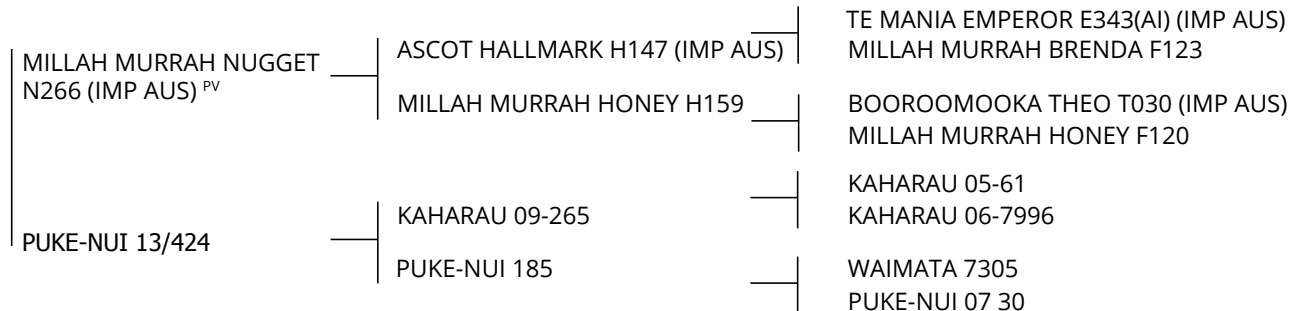 MILLAH MURRAH NUGGET
N266 (IMP AUS) PV
PUKE-NUI 13/424
ASCOT HALLMARK H147 (IMP AUS)
MILLAH MURRAH HONEY H159
KAHARAU 09-265
PUKE-NUI 185
TE MANIA EMPEROR E343(AI) (IMP AUS)
MILLAH MURRAH BRENDA F123
BOOROOMOOKA THEO T030 (IMP AUS)
MILLAH MURRAH HONEY F120
KAHARAU 05-61
KAHARAU 06-7996
WAIMATA 7305
PUKE-NUI 07 30